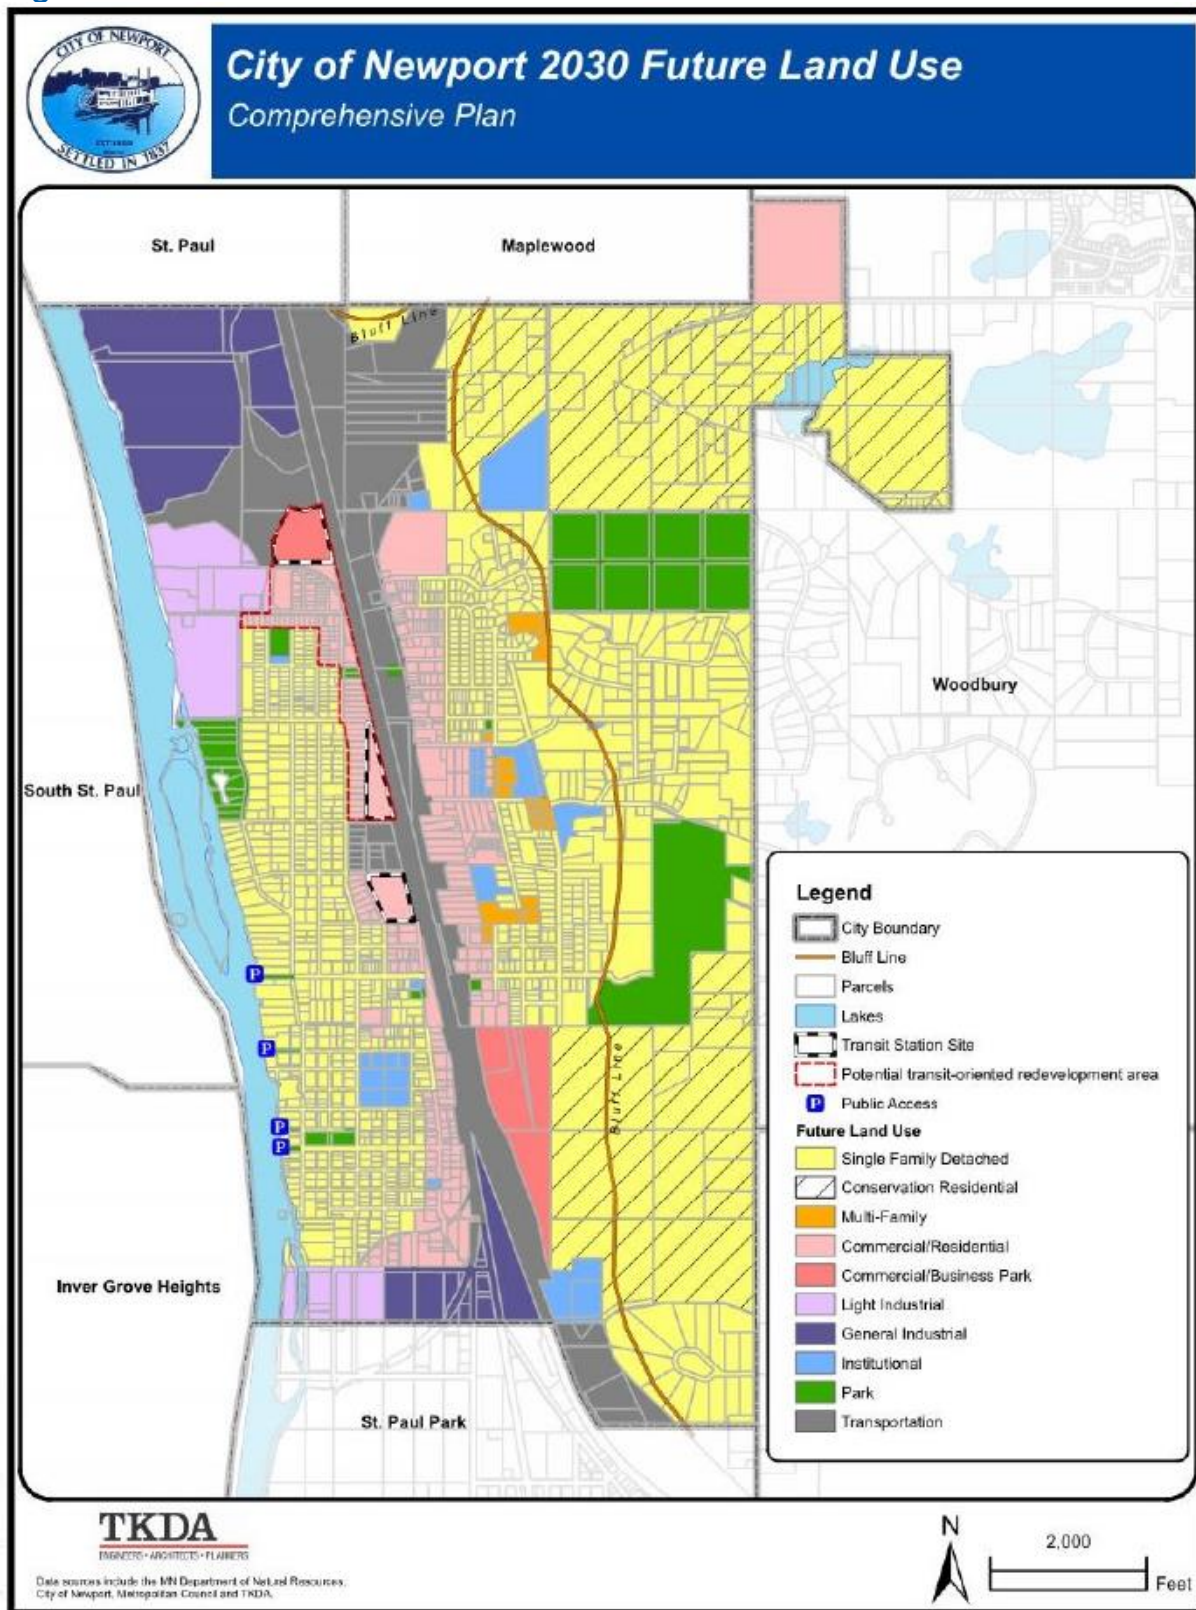 CITY OF NEWPORT
SETTLED IN 1837
City of Newport 2030 Future Land Use
Comprehensive Plan
St. Paul
Maplewood
Bluff Line
Woodbury
South St. Paul
Legend
City Boundary
Bluff Line
Parcels
Lakes
Transit Station Site
Potential transit-oriented redevelopment area
P Public Access
Future Land Use
Single Family Detached
Conservation Residential
Multi-Family
Commercial/Residential
Commercial/Business Park
Light Industrial
General Industrial
Institutional
Park
Transportation
P
P
P
P
Bluff Line
Inver Grove Heights
St. Paul Park
TKDA
ENGINEERS • ARCHITECTS • PLANNERS
Data sources include the MN Department of Natural Resources,
City of Newport, Metropolitan Council and TKDA.
N
2,000
Feet